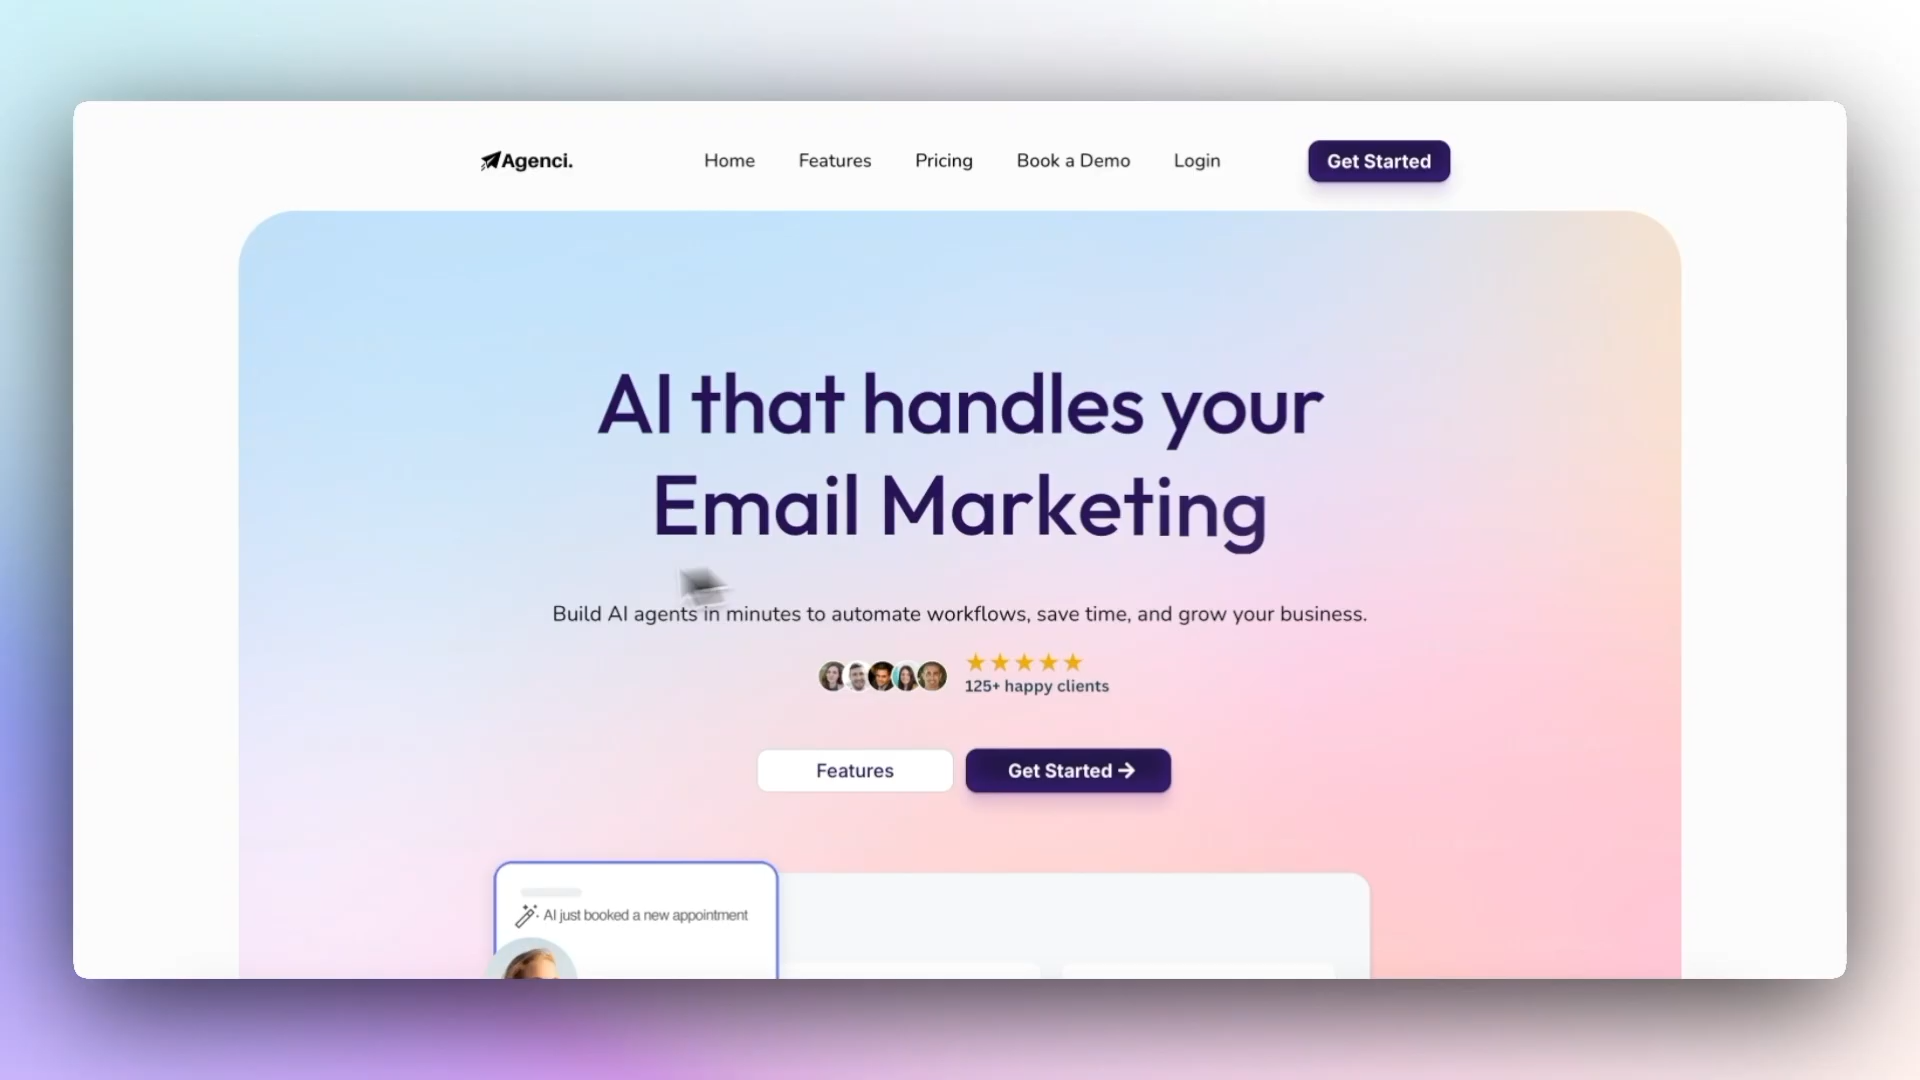 Agenci.
Home
Features
Pricing
Book a Demo
Login
Get Started
AI that handles your
Email Marketing
Build AI agents in minutes to automate workflows, save time, and grow your business.
125+ happy clients
Features
Get Started →
AI just booked a new appointment